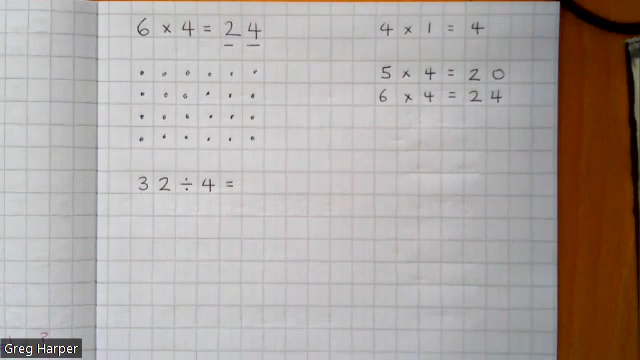 6 × 4 = 24
4 × 1 = 4
5 × 4 = 20
6 × 4 = 24
32 ÷ 4 =
Greg Harper